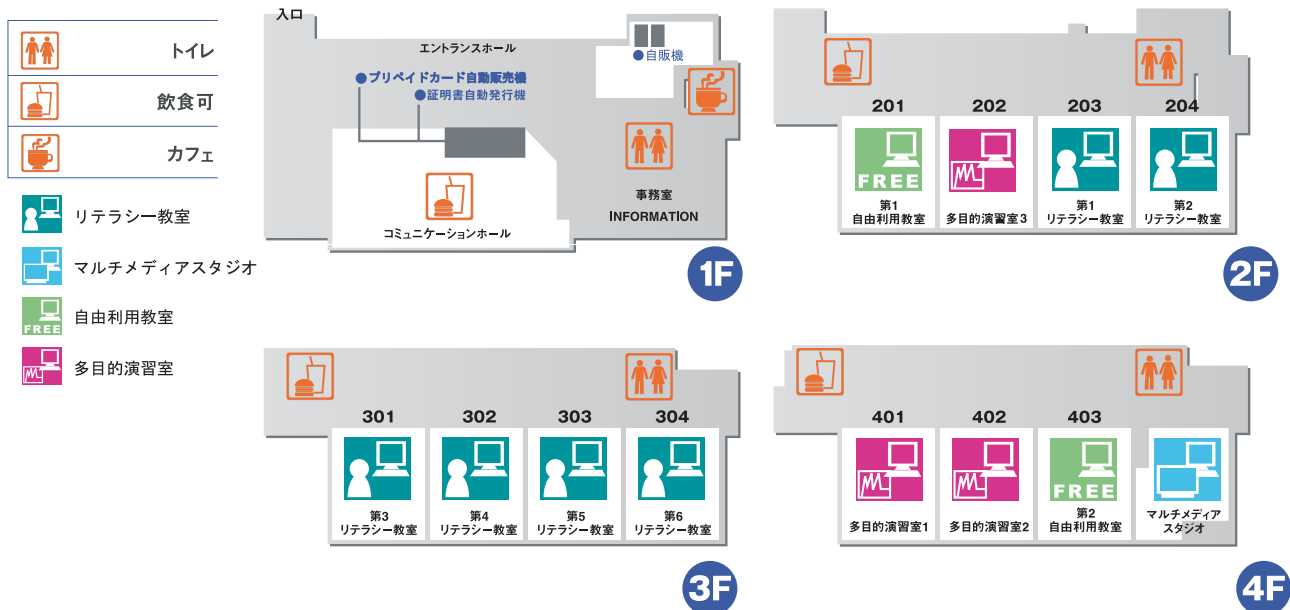 トイレ
飲食可
カフェ
リテラシー教室
マルチメディアスタジオ
FREE
自由利用教室
多目的演習室
入口
エントランスホール
●プリペイドカード自動販売機
●証明書自動発行機
●自販機
事務室
INFORMATION
コミュニケーションホール
1F
201
202
203
204
FREE
第1
自由利用教室
多目的演習室3
第1
リテラシー教室
第2
リテラシー教室
2F
301
302
303
304
第3
リテラシー教室
第4
リテラシー教室
第5
リテラシー教室
第6
リテラシー教室
3F
401
402
403
FREE
多目的演習室1
多目的演習室2
第2
自由利用教室
マルチメディア
スタジオ
4F